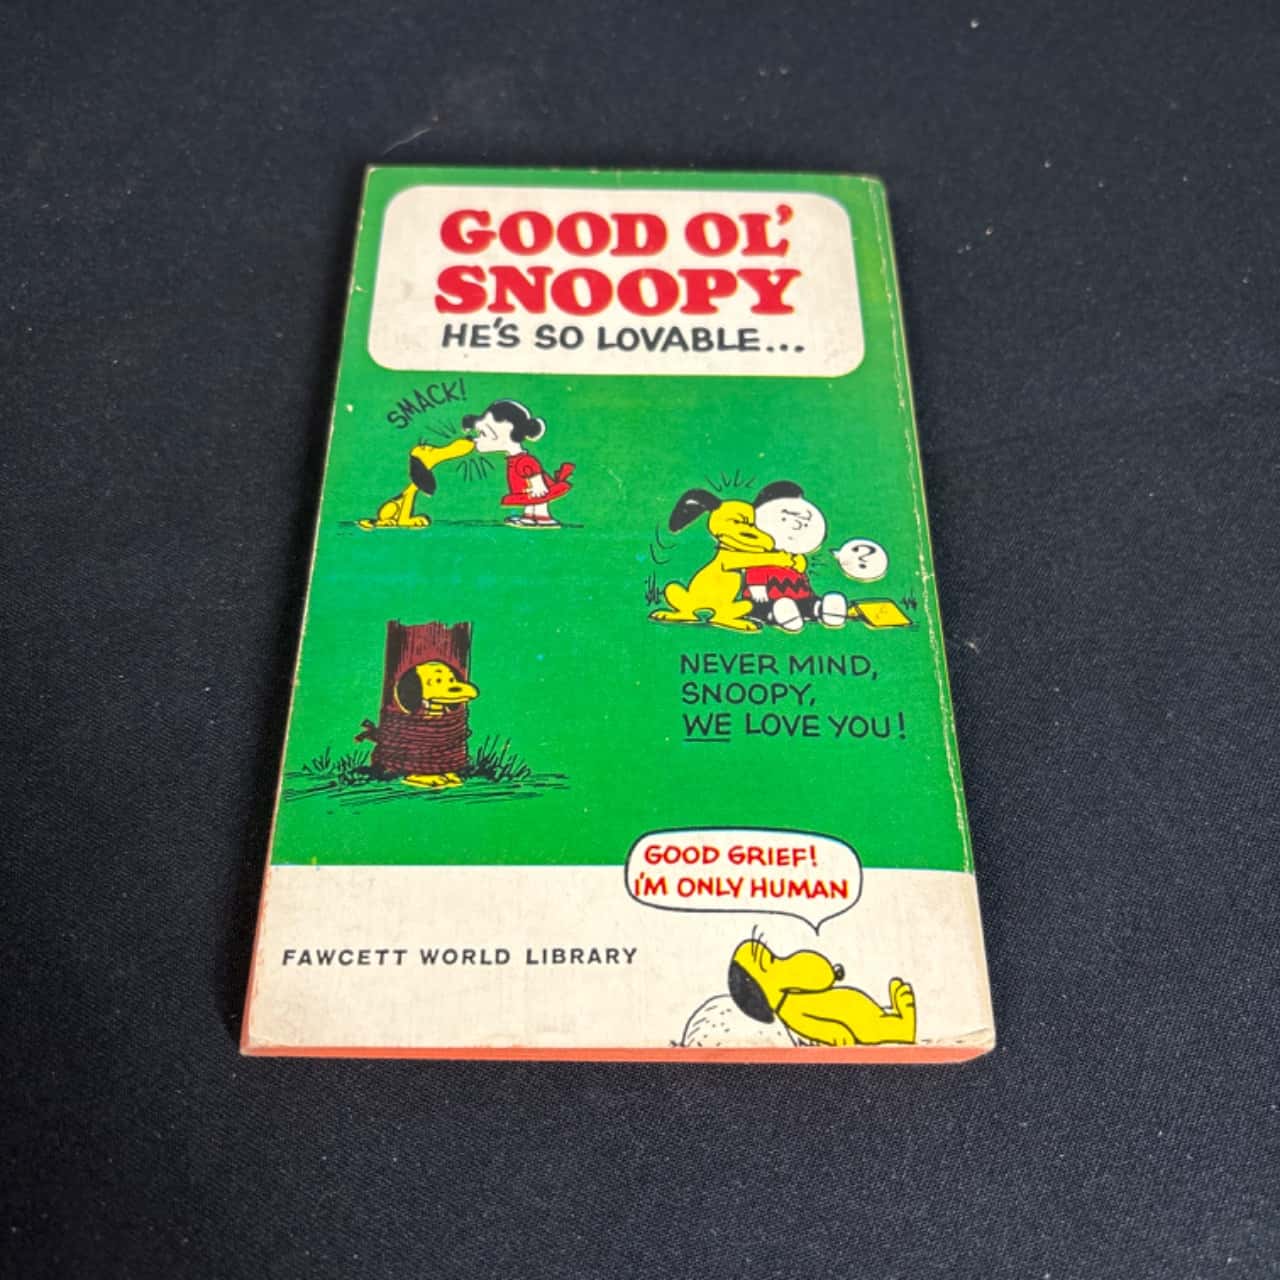 GOOD OL'
SNOOPY
HE'S SO LOVABLE...
SMACK!
?
NEVER MIND,
SNOOPY,
WE LOVE YOU!
GOOD GRIEF!
I'M ONLY HUMAN
FAWCETT WORLD LIBRARY